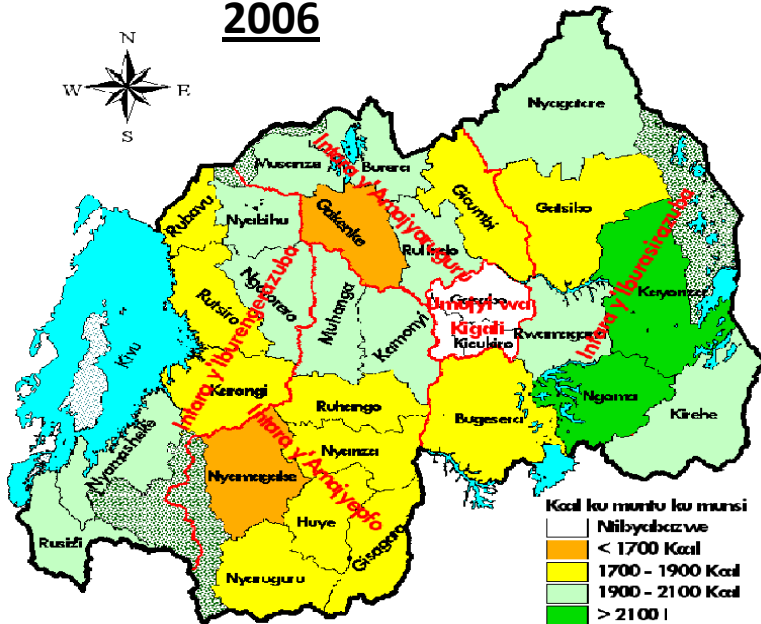 2006
N
W E
S
Nyagatare
Musanze
Burera
Intara y'Amajyaruguru
Gicumbi
Gatsibo
Rubavu
Nyabihu
Gakenke
Rulindo
Intara y'Iburasirazuba
Kayonza
Ngororero
Rutsiro
Muhanga
Kamonyi
Gasabo
Umujyi wa
Kigali
Kicukiro
Rwamagana
Intara y'Iburengerazuba
Kivu
Karongi
Ruhango
Bugesera
Ngoma
Kirehe
Nyamasheke
Intara y'Amajyepfo
Nyanza
Nyamagabe
Huye
Gisagara
Rusizi
Nyaruguru
Kcal ku muntu ku munsi
Ntibyabazwe
< 1700 Kcal
1700 - 1900 Kcal
1900 - 2100 Kcal
> 2100 l